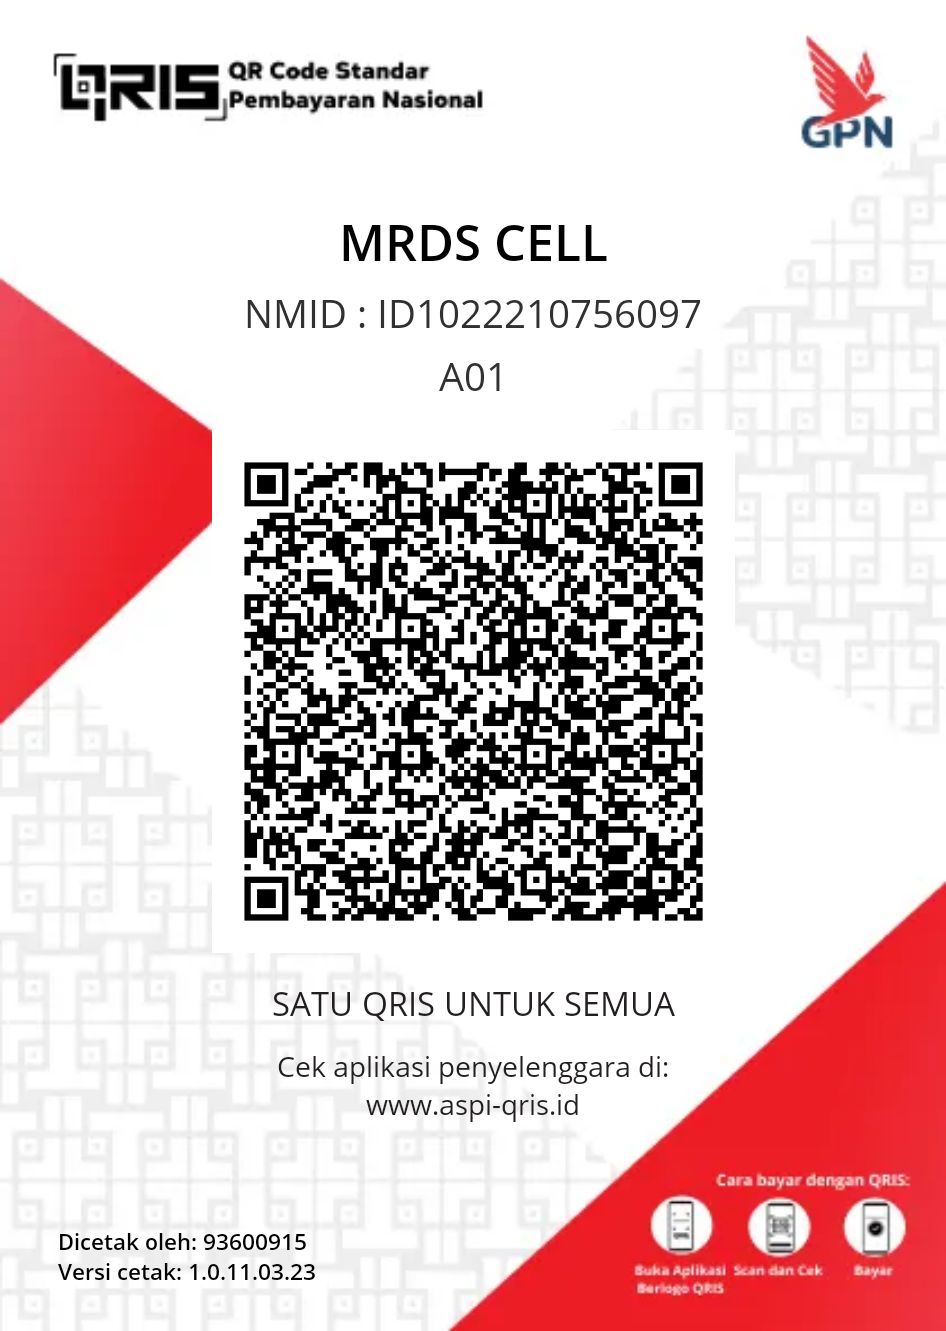 QRIS QR Code Standar
Pembayaran Nasional
GPN
MRDS CELL
NMID : ID1022210756097
A01
SATU QRIS UNTUK SEMUA
Cek aplikasi penyelenggara di:
www.aspi-qris.id
Cara bayar dengan QRIS:
Buka Aplikasi
Berlogo QRIS
Scan dan Cek
Bayar
Dicetak oleh: 93600915
Versi cetak: 1.0.11.03.23